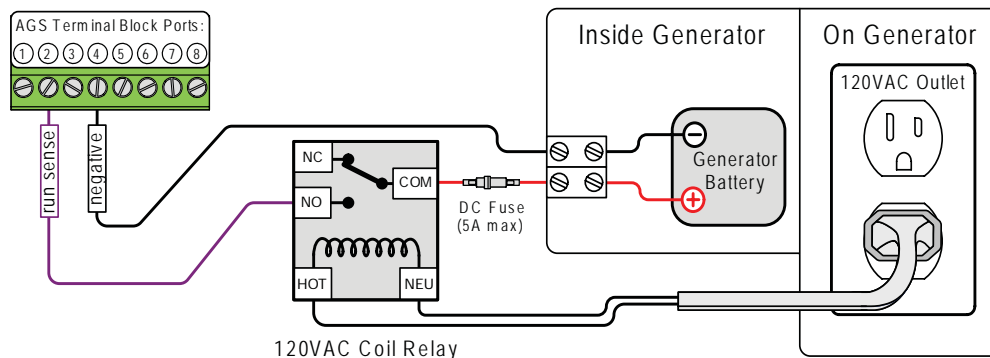 AGS Terminal Block Ports:
1 2 3 4 5 6 7 8
run sense
negative
NC
NO
COM
HOT
NEU
120VAC Coil Relay
DC Fuse
(5A max)
Inside Generator
−
Generator
Battery
+
On Generator
120VAC Outlet